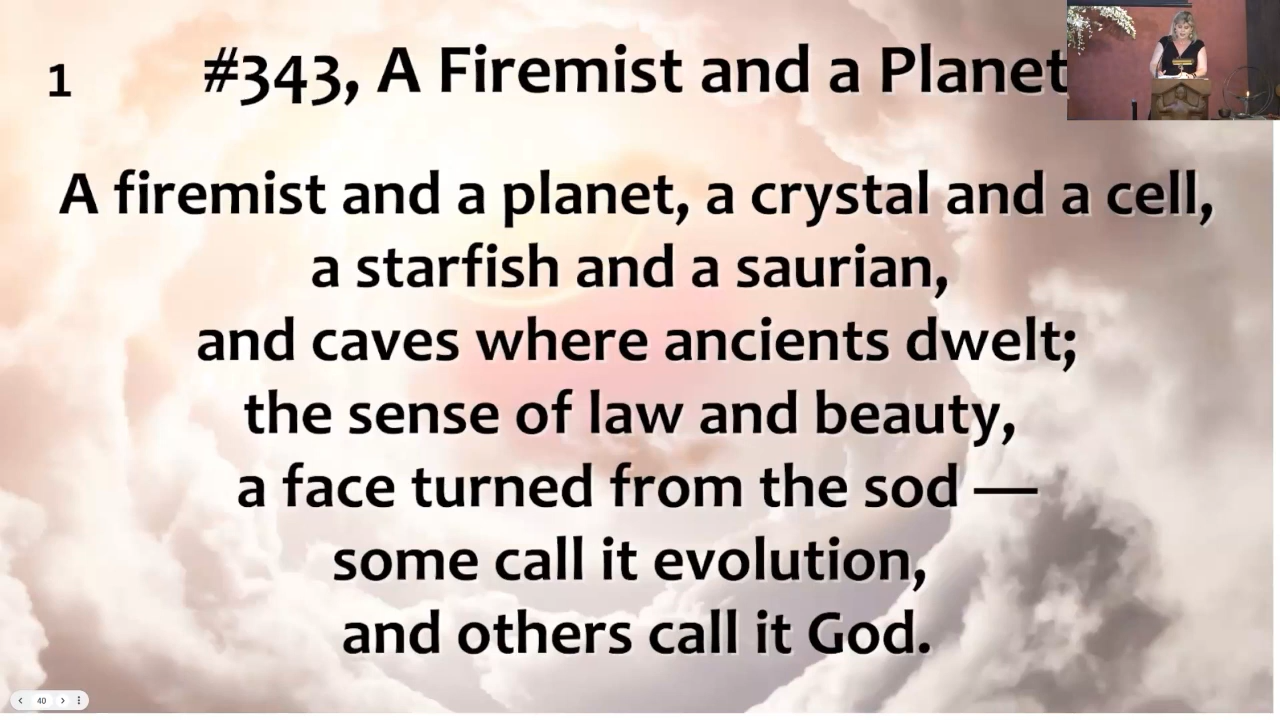 1
#343, A Firemist and a Planet
A firemist and a planet, a crystal and a cell,
a starfish and a saurian,
and caves where ancients dwelt;
the sense of law and beauty,
a face turned from the sod —
some call it evolution,
and others call it God.
40